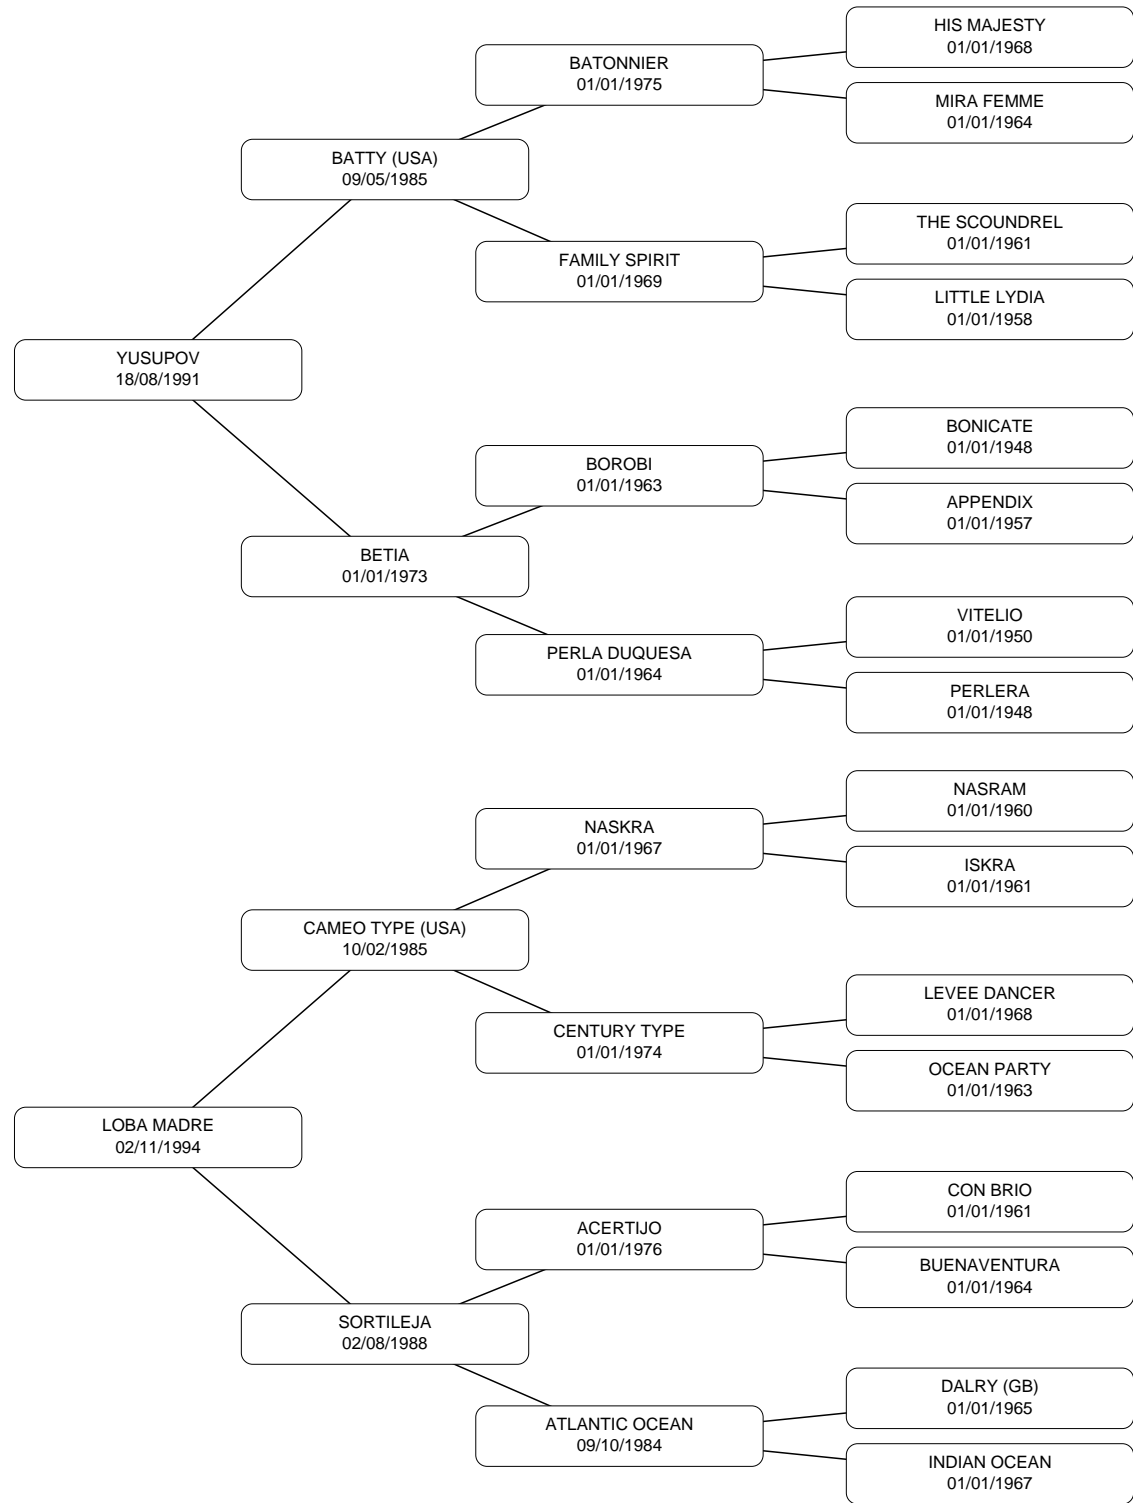 HIS MAJESTY
01/01/1968
BATONNIER
01/01/1975
MIRA FEMME
01/01/1964
BATTY (USA)
09/05/1985
THE SCOUNDREL
01/01/1961
FAMILY SPIRIT
01/01/1969
LITTLE LYDIA
01/01/1958
YUSUPOV
18/08/1991
BONICATE
01/01/1948
BOROBI
01/01/1963
APPENDIX
01/01/1957
BETIA
01/01/1973
VITELIO
01/01/1950
PERLA DUQUESA
01/01/1964
PERLERA
01/01/1948
NASRAM
01/01/1960
NASKRA
01/01/1967
ISKRA
01/01/1961
CAMEO TYPE (USA)
10/02/1985
LEVEE DANCER
01/01/1968
CENTURY TYPE
01/01/1974
OCEAN PARTY
01/01/1963
LOBA MADRE
02/11/1994
CON BRIO
01/01/1961
ACERTIJO
01/01/1976
BUENAVENTURA
01/01/1964
SORTILEJA
02/08/1988
DALRY (GB)
01/01/1965
ATLANTIC OCEAN
09/10/1984
INDIAN OCEAN
01/01/1967